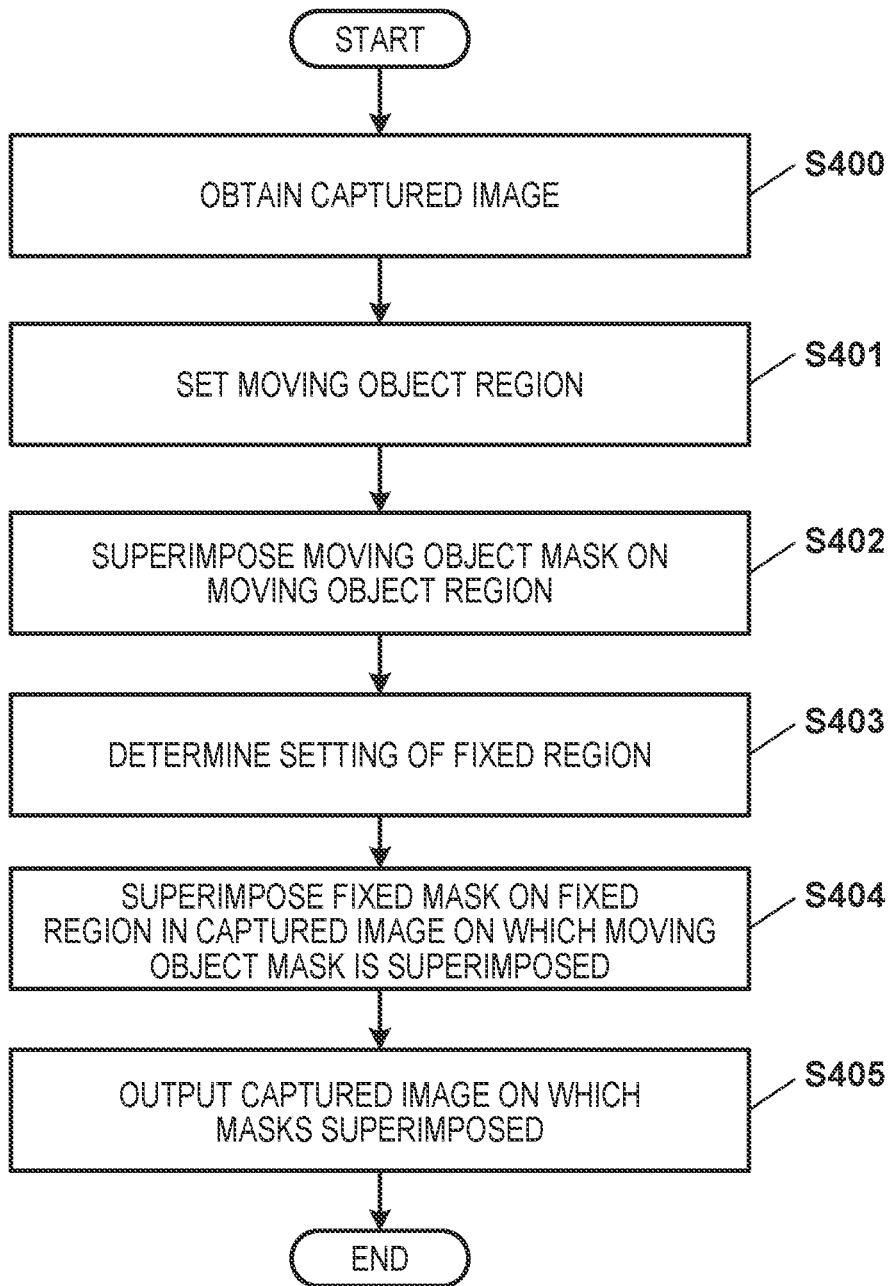 START
OBTAIN CAPTURED IMAGE
S400
SET MOVING OBJECT REGION
S401
SUPERIMPOSE MOVING OBJECT MASK ON
MOVING OBJECT REGION
S402
DETERMINE SETTING OF FIXED REGION
S403
SUPERIMPOSE FIXED MASK ON FIXED
REGION IN CAPTURED IMAGE ON WHICH MOVING
OBJECT MASK IS SUPERIMPOSED
S404
OUTPUT CAPTURED IMAGE ON WHICH
MASKS SUPERIMPOSED
S405
END